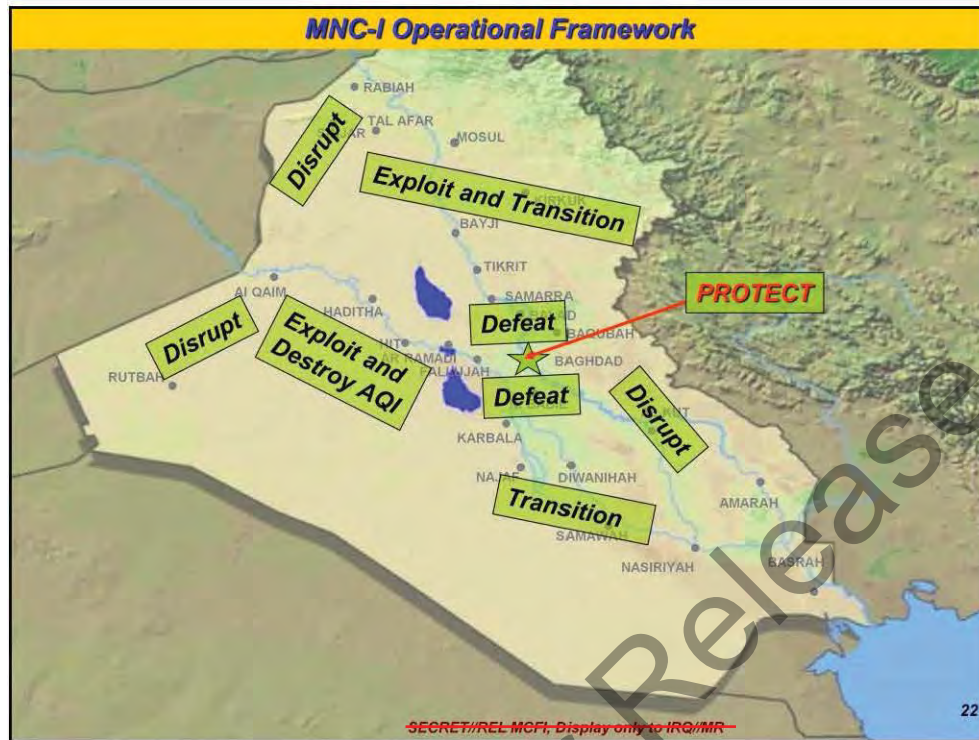 MNC-I Operational Framework
RABIAH
TAL AFAR
MOSUL
Disrupt
Exploit and Transition
KIRKUK
BAYJI
TIKRIT
AL QAIM
SAMARRA
PROTECT
HADITHA
Defeat
BAQUBAH
Disrupt
Exploit and
Destroy AQI
HIT
AR RAMADI
FALLUJAH
BAGHDAD
RUTBAH
Defeat
Disrupt
KUT
KARBALA
NAJAF
DIWANIHAH
Transition
AMARAH
SAMAWAH
NASIRIYAH
BASRAH
Release
SECRET//REL MCFI, Display only to IRQ//MR
22